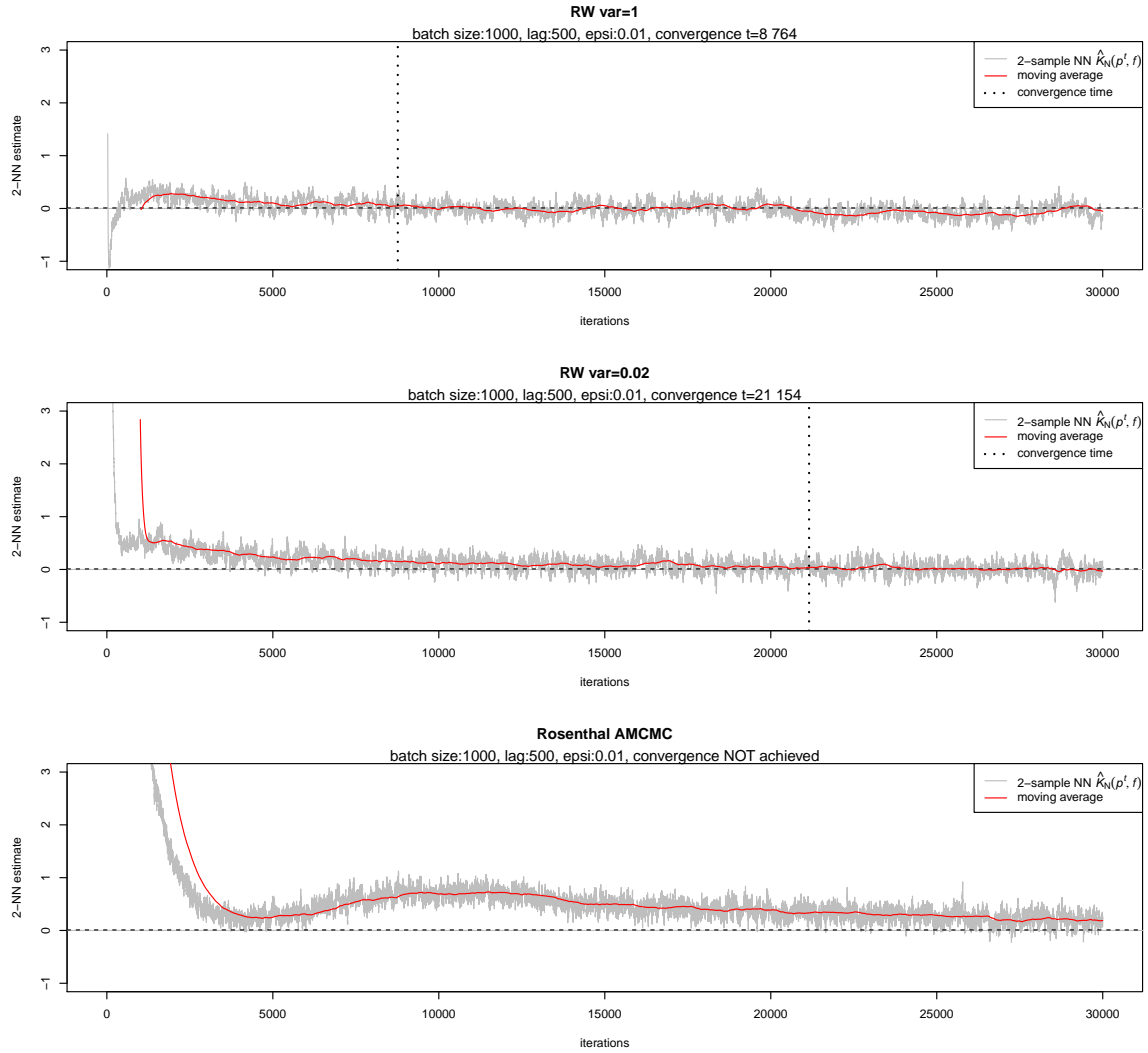 RW var=1
batch size:1000, lag:500, epsi:0.01, convergence t=8 764
2−NN estimate
3
2
1
0
−1
2−sample NN K̂N(pᵗ, f)
moving average
convergence time
0 5000 10000 15000 20000 25000 30000
iterations
RW var=0.02
batch size:1000, lag:500, epsi:0.01, convergence t=21 154
2−NN estimate
3
2
1
0
−1
2−sample NN K̂N(pᵗ, f)
moving average
convergence time
0 5000 10000 15000 20000 25000 30000
iterations
Rosenthal AMCMC
batch size:1000, lag:500, epsi:0.01, convergence NOT achieved
2−NN estimate
3
2
1
0
−1
2−sample NN K̂N(pᵗ, f)
moving average
0 5000 10000 15000 20000 25000 30000
iterations